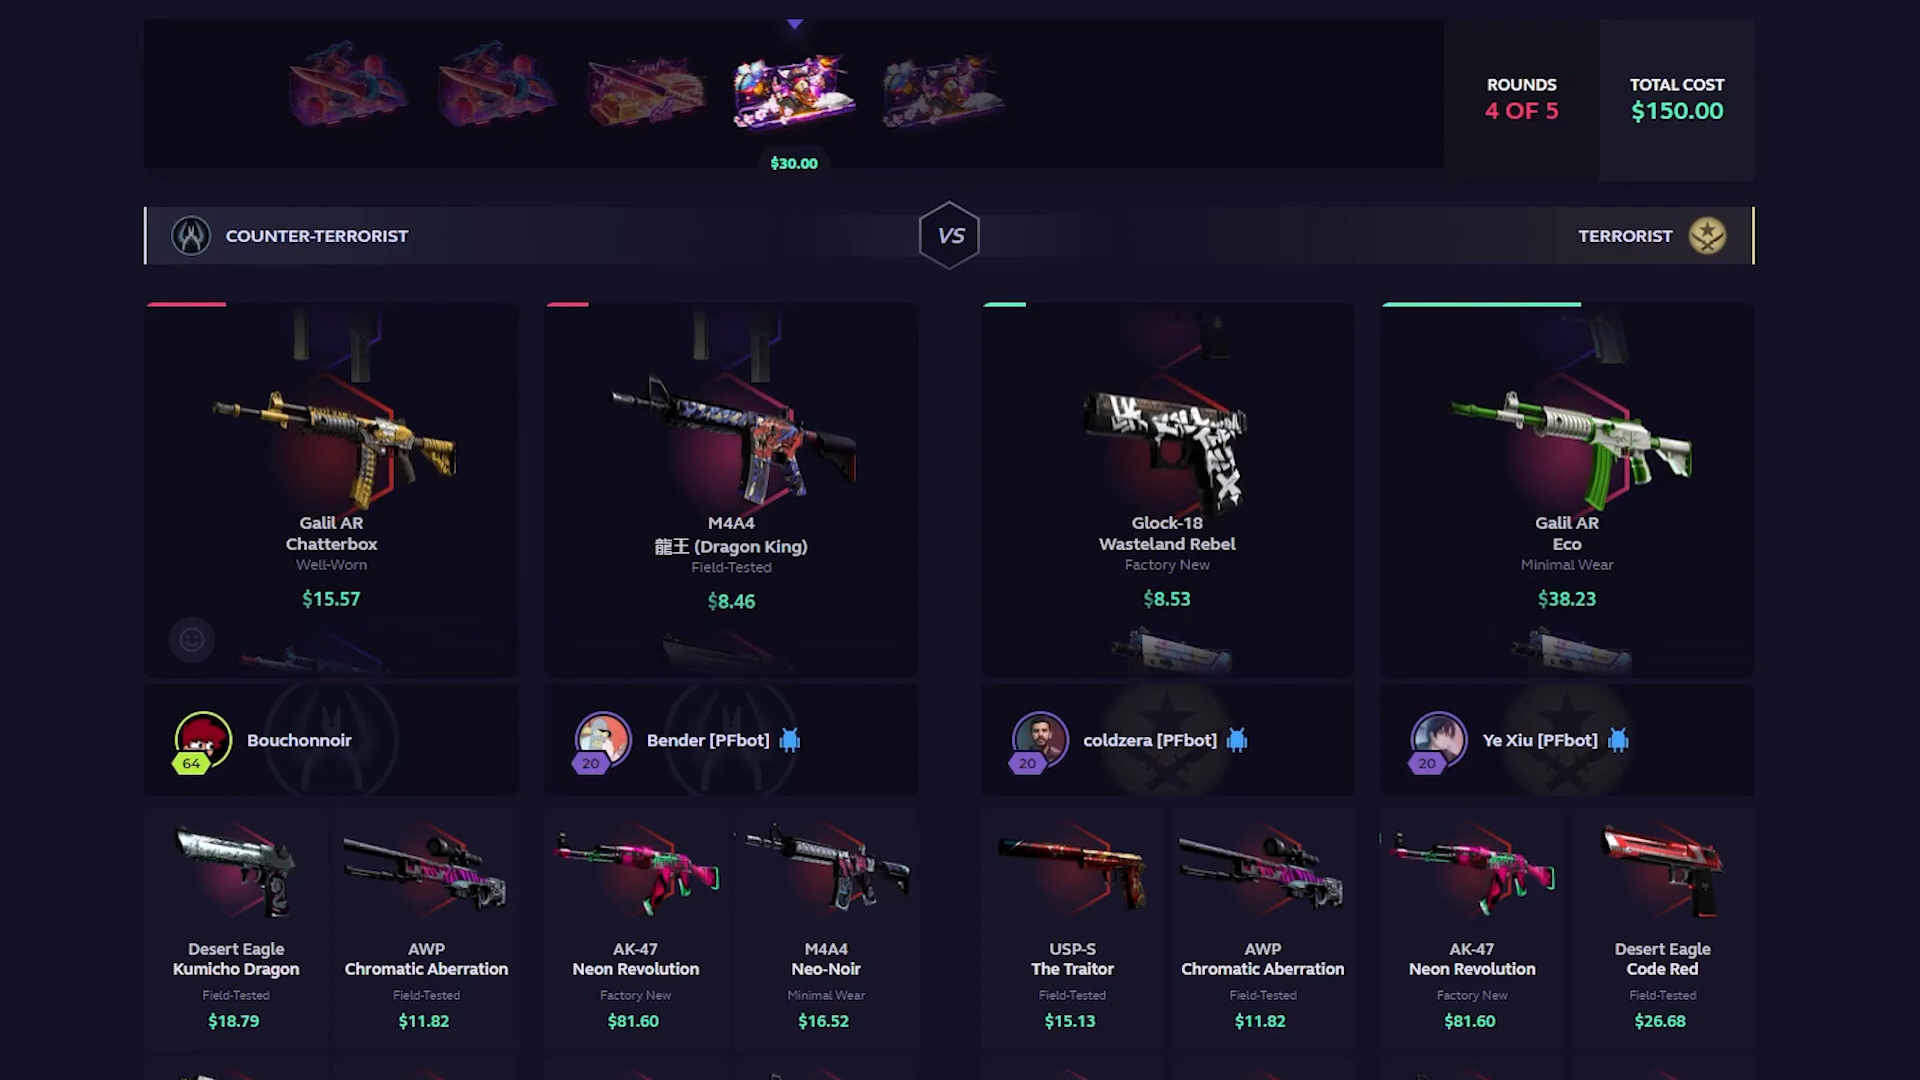 ROUNDS
4 OF 5
TOTAL COST
$150.00
$30.00
COUNTER-TERRORIST
VS
TERRORIST
Galil AR
Chatterbox
Well-Worn
$15.57
M4A4
龍王 (Dragon King)
Field-Tested
$8.46
Glock-18
Wasteland Rebel
Factory New
$8.53
Galil AR
Eco
Minimal Wear
$38.23
64
Bouchonnoir
20
Bender [PFbot]
20
coldzera [PFbot]
20
Ye Xiu [PFbot]
Desert Eagle
Kumicho Dragon
Field-Tested
$18.79
AWP
Chromatic Aberration
Field-Tested
$11.82
AK-47
Neon Revolution
Factory New
$81.60
M4A4
Neo-Noir
Minimal Wear
$16.52
USP-S
The Traitor
Field-Tested
$15.13
AWP
Chromatic Aberration
Field-Tested
$11.82
AK-47
Neon Revolution
Factory New
$81.60
Desert Eagle
Code Red
Field-Tested
$26.68